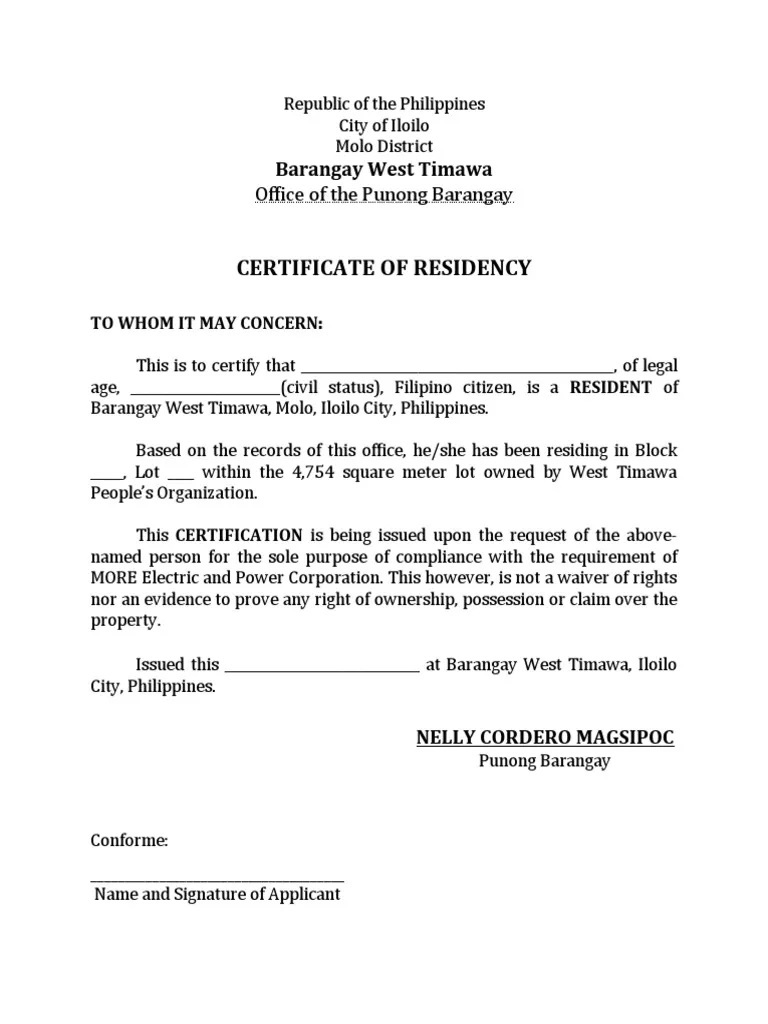 Republic of the Philippines
City of Iloilo
Molo District
Barangay West Timawa
Office of the Punong Barangay
CERTIFICATE OF RESIDENCY
TO WHOM IT MAY CONCERN:
This is to certify that ________________________________________, of legal
age, ___________________(civil status), Filipino citizen, is a RESIDENT of
Barangay West Timawa, Molo, Iloilo City, Philippines.
Based on the records of this office, he/she has been residing in Block
_____, Lot ____ within the 4,754 square meter lot owned by West Timawa
People’s Organization.
This CERTIFICATION is being issued upon the request of the above-
named person for the sole purpose of compliance with the requirement of
MORE Electric and Power Corporation. This however, is not a waiver of rights
nor an evidence to prove any right of ownership, possession or claim over the
property.
Issued this _________________________ at Barangay West Timawa, Iloilo
City, Philippines.
NELLY CORDERO MAGSIPOC
Punong Barangay
Conforme:
_____________________________________
Name and Signature of Applicant